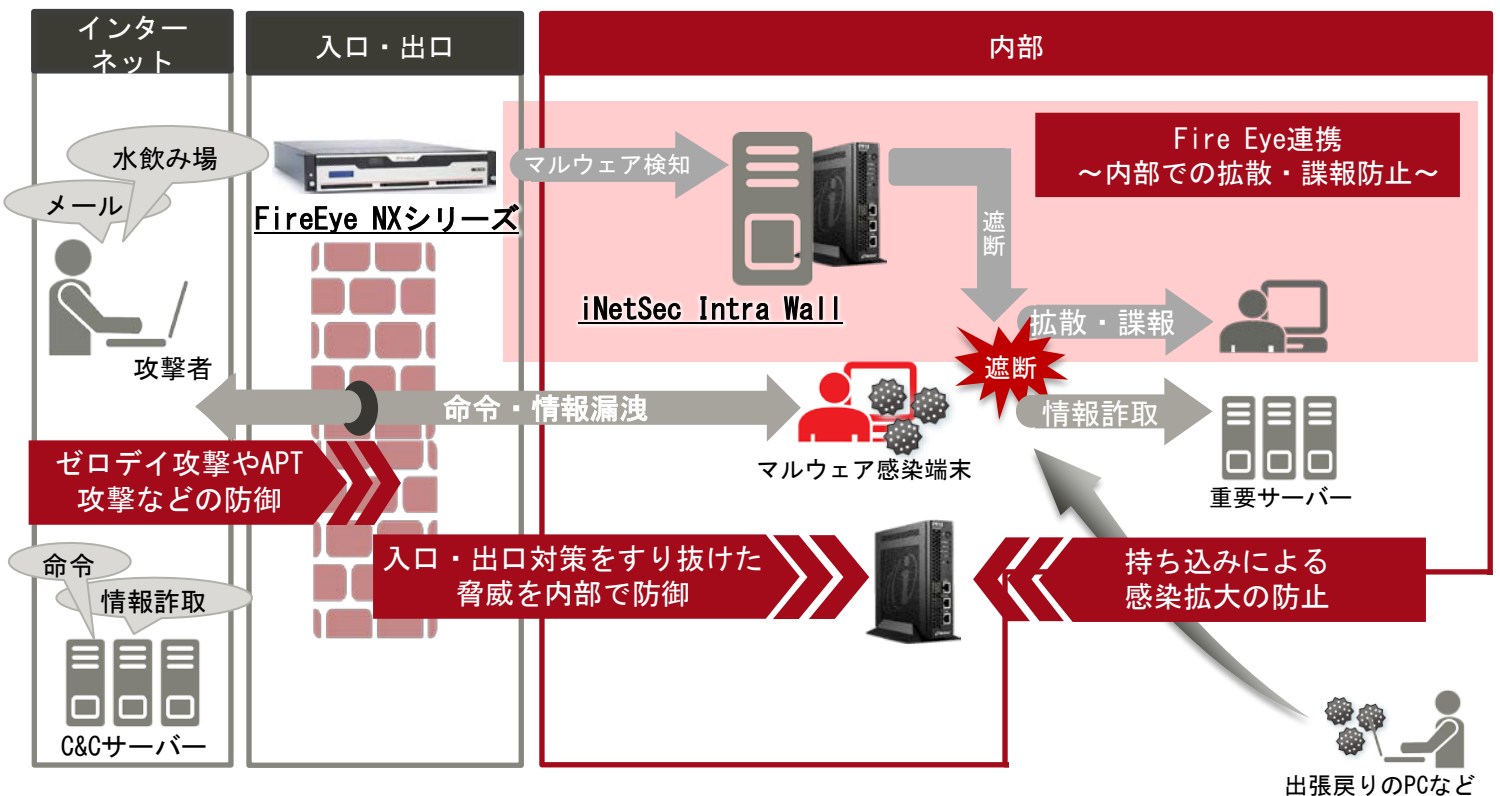 インター
ネット
入口・出口
内部
水飲み場
メール
攻撃者
FireEye NXシリーズ
マルウェア検知
iNetSec Intra Wall
遮
断
Fire Eye連携
～内部での拡散・諜報防止～
拡散・諜報
遮断
命令・情報漏洩
情報詐取
マルウェア感染端末
重要サーバー
ゼロデイ攻撃やAPT
攻撃などの防御
入口・出口対策をすり抜けた
脅威を内部で防御
持ち込みによる
感染拡大の防止
命令
情報詐取
C&Cサーバー
出張戻りのPCなど